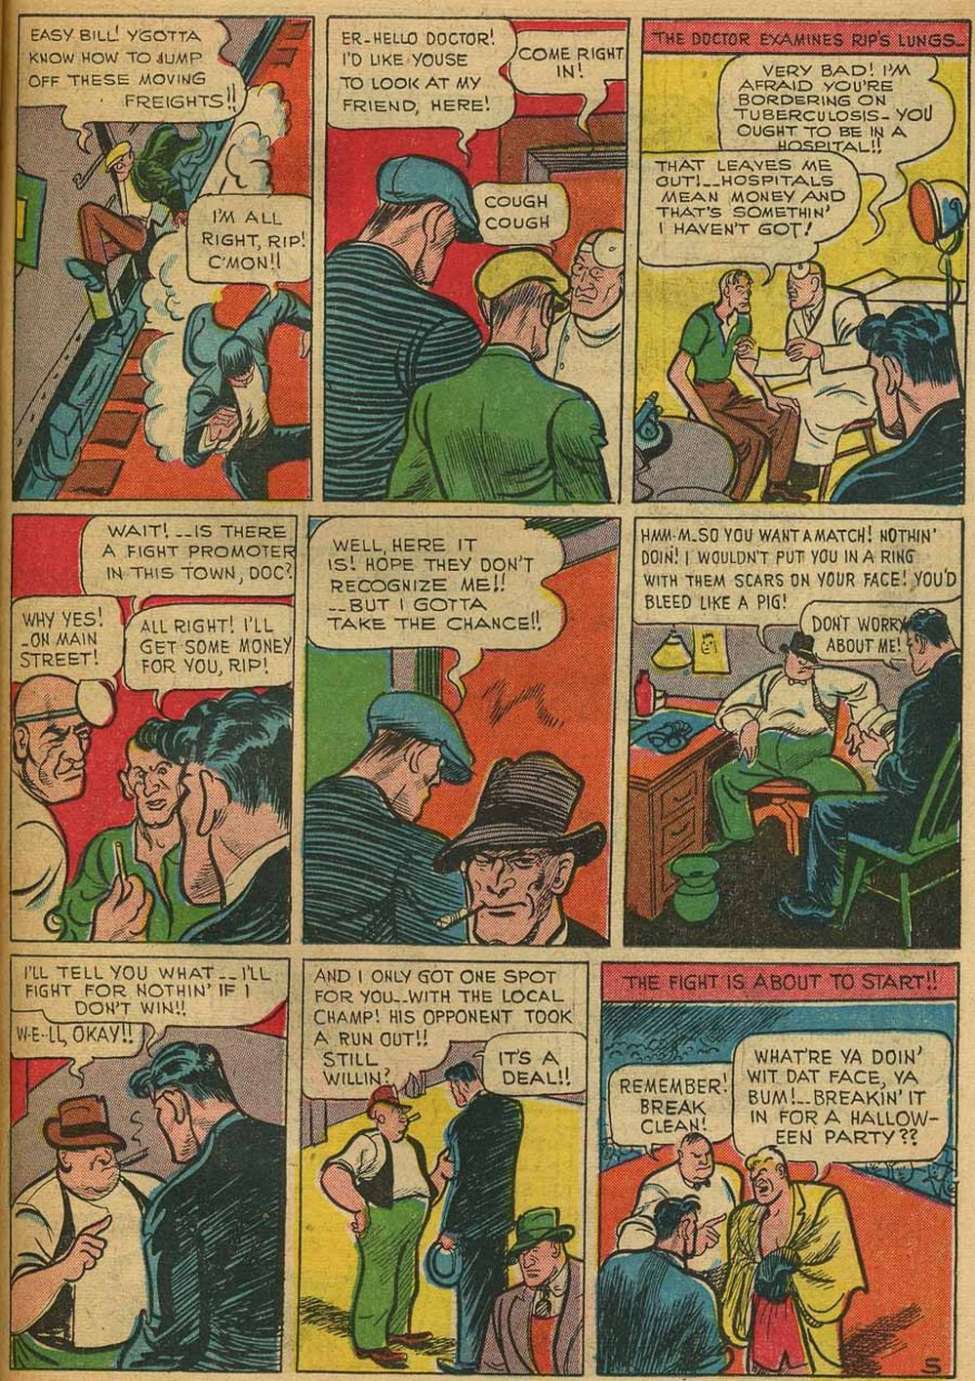 EASY BILL! Y'GOTTA
KNOW HOW TO JUMP
OFF THESE MOVING
FREIGHTS!!
I'M ALL
RIGHT, RIP!
C'MON!!
ER-HELLO DOCTOR!
I'D LIKE YOUSE
TO LOOK AT MY
FRIEND, HERE!
COME RIGHT
IN!
COUGH
COUGH
THE DOCTOR EXAMINES RIP'S LUNGS_
VERY BAD! I'M
AFRAID YOU'RE
BORDERING ON
TUBERCULOSIS- YOU
OUGHT TO BE IN A
HOSPITAL!!
THAT LEAVES ME
OUT!--HOSPITALS
MEAN MONEY AND
THAT'S SOMETHIN'
I HAVEN'T GOT!
WAIT! --IS THERE
A FIGHT PROMOTER
IN THIS TOWN, DOC?
WHY YES!
-ON MAIN
STREET!
ALL RIGHT! I'LL
GET SOME MONEY
FOR YOU, RIP!
WELL, HERE IT
IS! HOPE THEY DON'T
RECOGNIZE ME!!
--BUT I GOTTA
TAKE THE CHANCE!!
HMM-M-SO YOU WANT A MATCH! NOTHIN'
DOIN'! I WOULDN'T PUT YOU IN A RING
WITH THEM SCARS ON YOUR FACE! YOU'D
BLEED LIKE A PIG!
DON'T WORRY
ABOUT ME!
I'LL TELL YOU WHAT -- I'LL
FIGHT FOR NOTHIN' IF I
DON'T WIN!!
W-E-LL, OKAY!!
AND I ONLY GOT ONE SPOT
FOR YOU--WITH THE LOCAL
CHAMP! HIS OPPONENT TOOK
A RUN OUT!!
STILL
WILLIN?
IT'S A
DEAL!!
THE FIGHT IS ABOUT TO START!!
REMEMBER!
BREAK
CLEAN!
WHAT'RE YA DOIN'
WIT DAT FACE, YA
BUM!--BREAKIN' IT
IN FOR A HALLOW-
EEN PARTY??
5